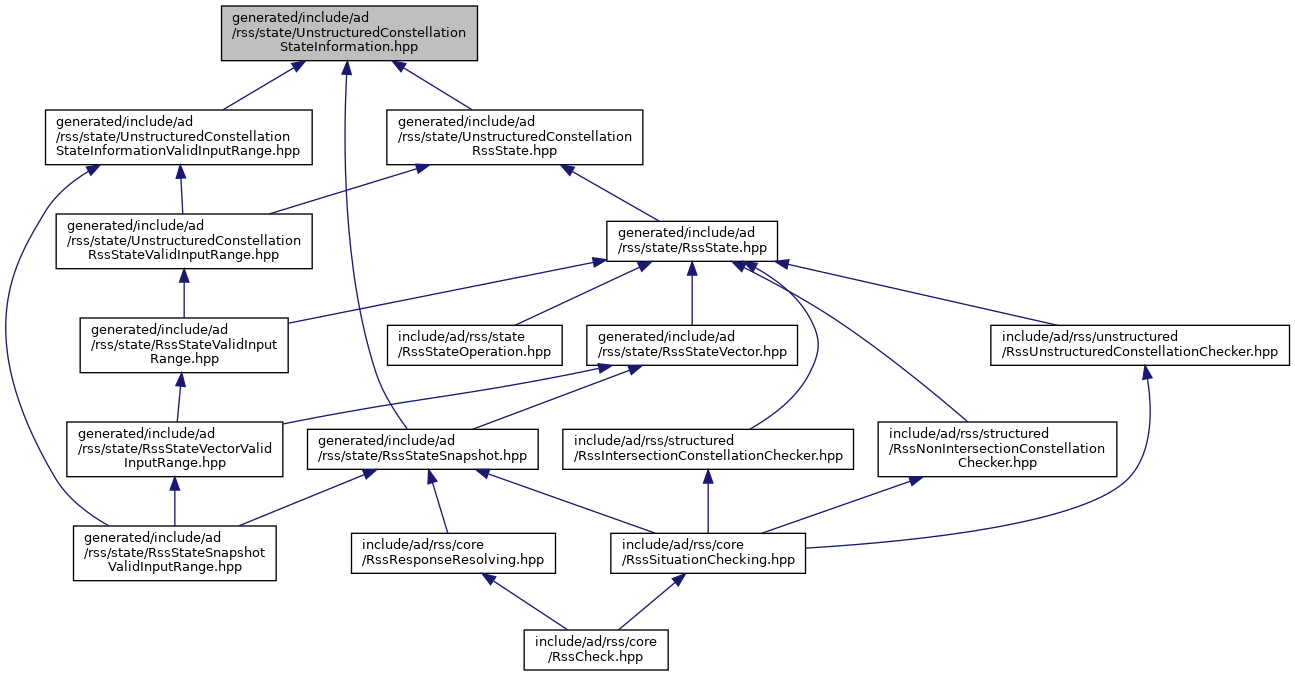 generated/include/ad
/rss/state/UnstructuredConstellation
StateInformation.hpp
generated/include/ad
/rss/state/UnstructuredConstellation
StateInformationValidInputRange.hpp
generated/include/ad
/rss/state/UnstructuredConstellation
RssState.hpp
generated/include/ad
/rss/state/UnstructuredConstellation
RssStateValidInputRange.hpp
generated/include/ad
/rss/state/RssState.hpp
generated/include/ad
/rss/state/RssStateValidInput
Range.hpp
include/ad/rss/state
/RssStateOperation.hpp
generated/include/ad
/rss/state/RssStateVector.hpp
include/ad/rss/unstructured
/RssUnstructuredConstellationChecker.hpp
generated/include/ad
/rss/state/RssStateVectorValid
InputRange.hpp
generated/include/ad
/rss/state/RssStateSnapshot.hpp
include/ad/rss/structured
/RssIntersectionConstellationChecker.hpp
include/ad/rss/structured
/RssNonIntersectionConstellation
Checker.hpp
generated/include/ad
/rss/state/RssStateSnapshot
ValidInputRange.hpp
include/ad/rss/core
/RssResponseResolving.hpp
include/ad/rss/core
/RssSituationChecking.hpp
include/ad/rss/core
/RssCheck.hpp